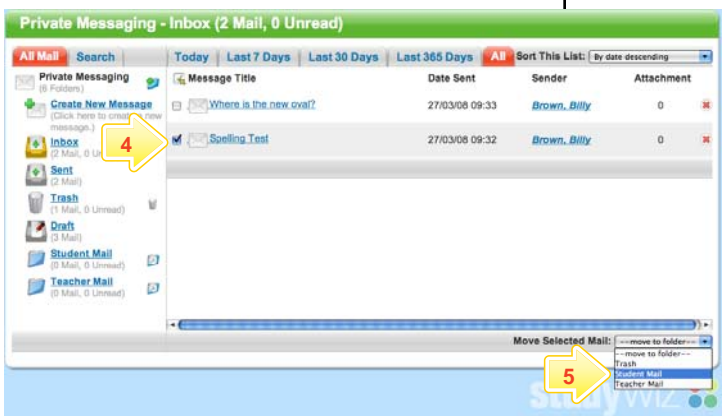 Private Messaging - Inbox (2 Mail, 0 Unread)
All Mail Search Today Last 7 Days Last 30 Days Last 365 Days All Sort This List: By date descending
Private Messaging
(6 Folders)
Message Title Date Sent Sender Attachment
Create New Message
(Click here to create a new message.)
Where is the new oval? 27/03/08 09:33 Brown, Billy 0
4
Inbox
(2 Mail, 0
Spelling Test 27/03/08 09:32 Brown, Billy 0
Sent
(2 Mail)
Trash
(1 Mail, 0 Unread)
Draft
(3 Mail)
Student Mail
(0 Mail, 0 Unread)
Teacher Mail
(0 Mail, 0 Unread)
Move Selected Mail: --move to folder--
--move to folder--
Trash
5
Student Mail
Teacher Mail
studywiz